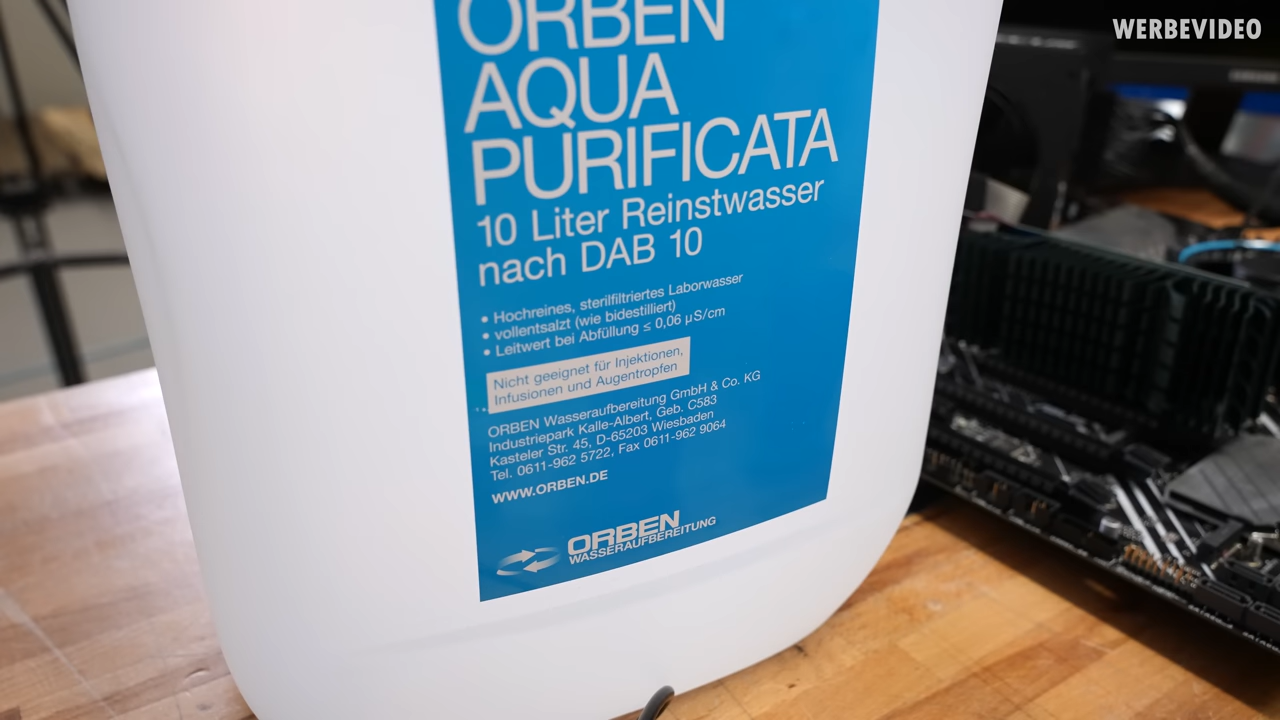 WERBEVIDEO
ORBEN
AQUA
PURIFICATA
10 Liter Reinstwasser
nach DAB 10
• Hochreines, sterilfiltriertes Laborwasser
• vollentsalzt (wie bidestilliert)
• Leitwert bei Abfüllung ≤ 0,06 µS/cm
Nicht geeignet für Injektionen,
Infusionen und Augentropfen
ORBEN Wasseraufbereitung GmbH & Co. KG
Industriepark Kalle-Albert, Geb. C583
Kasteler Str. 45, D-65203 Wiesbaden
Tel. 0611-962 5722, Fax 0611-962 9064
WWW.ORBEN.DE
ORBEN
WASSERAUFBEREITUNG